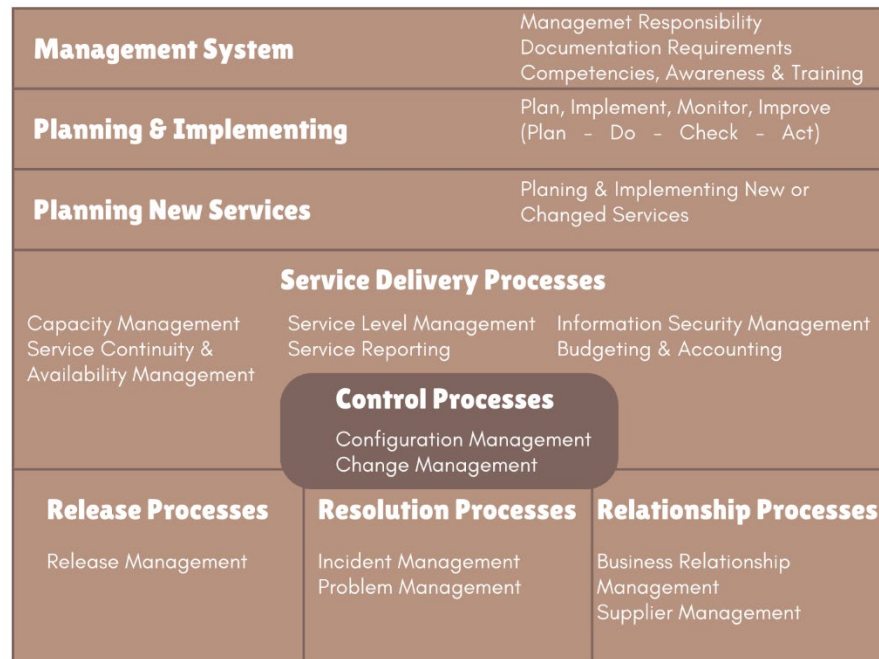 Management System
Managemet Responsibility
Documentation Requirements
Competencies, Awareness & Training
Planning & Implementing
Plan, Implement, Monitor, Improve
(Plan - Do - Check - Act)
Planning New Services
Planing & Implementing New or
Changed Services
Service Delivery Processes
Capacity Management
Service Continuity &
Availability Management
Service Level Management
Service Reporting
Information Security Management
Budgeting & Accounting
Control Processes
Configuration Management
Change Management
Release Processes
Release Management
Resolution Processes
Incident Management
Problem Management
Relationship Processes
Business Relationship
Management
Supplier Management